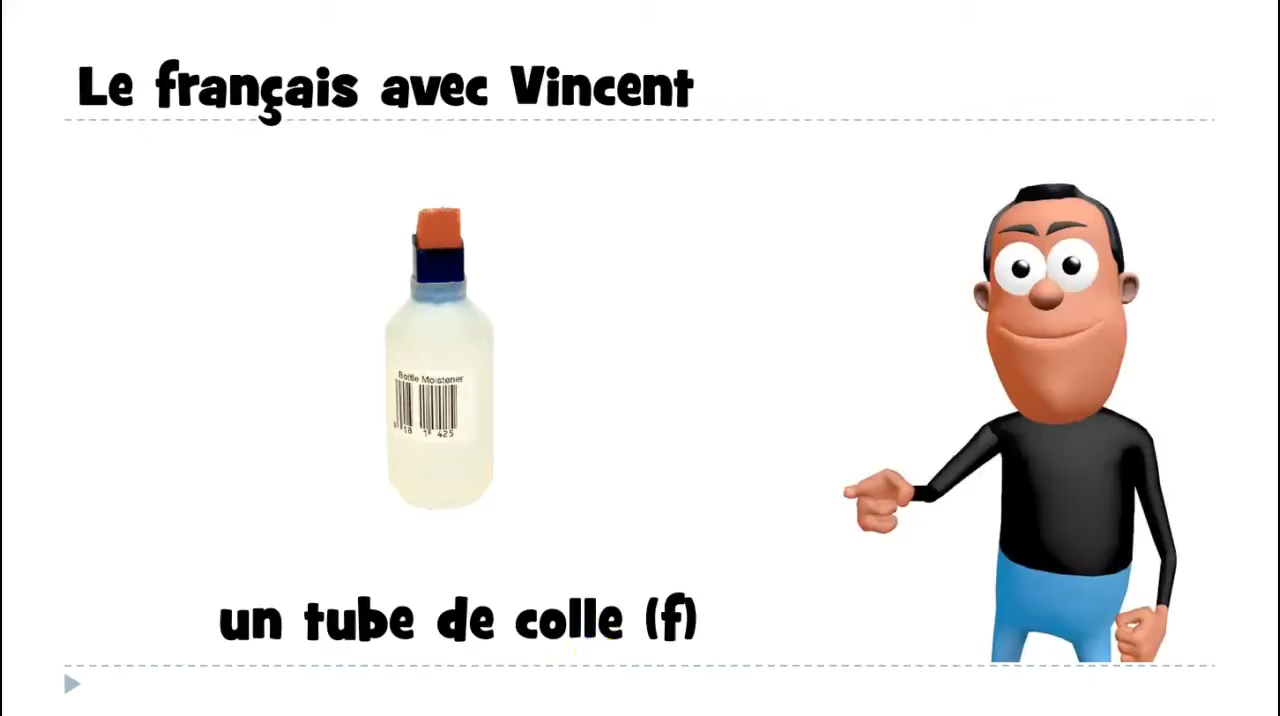 Le français avec Vincent
Bottle Moistener
un tube de colle (f)